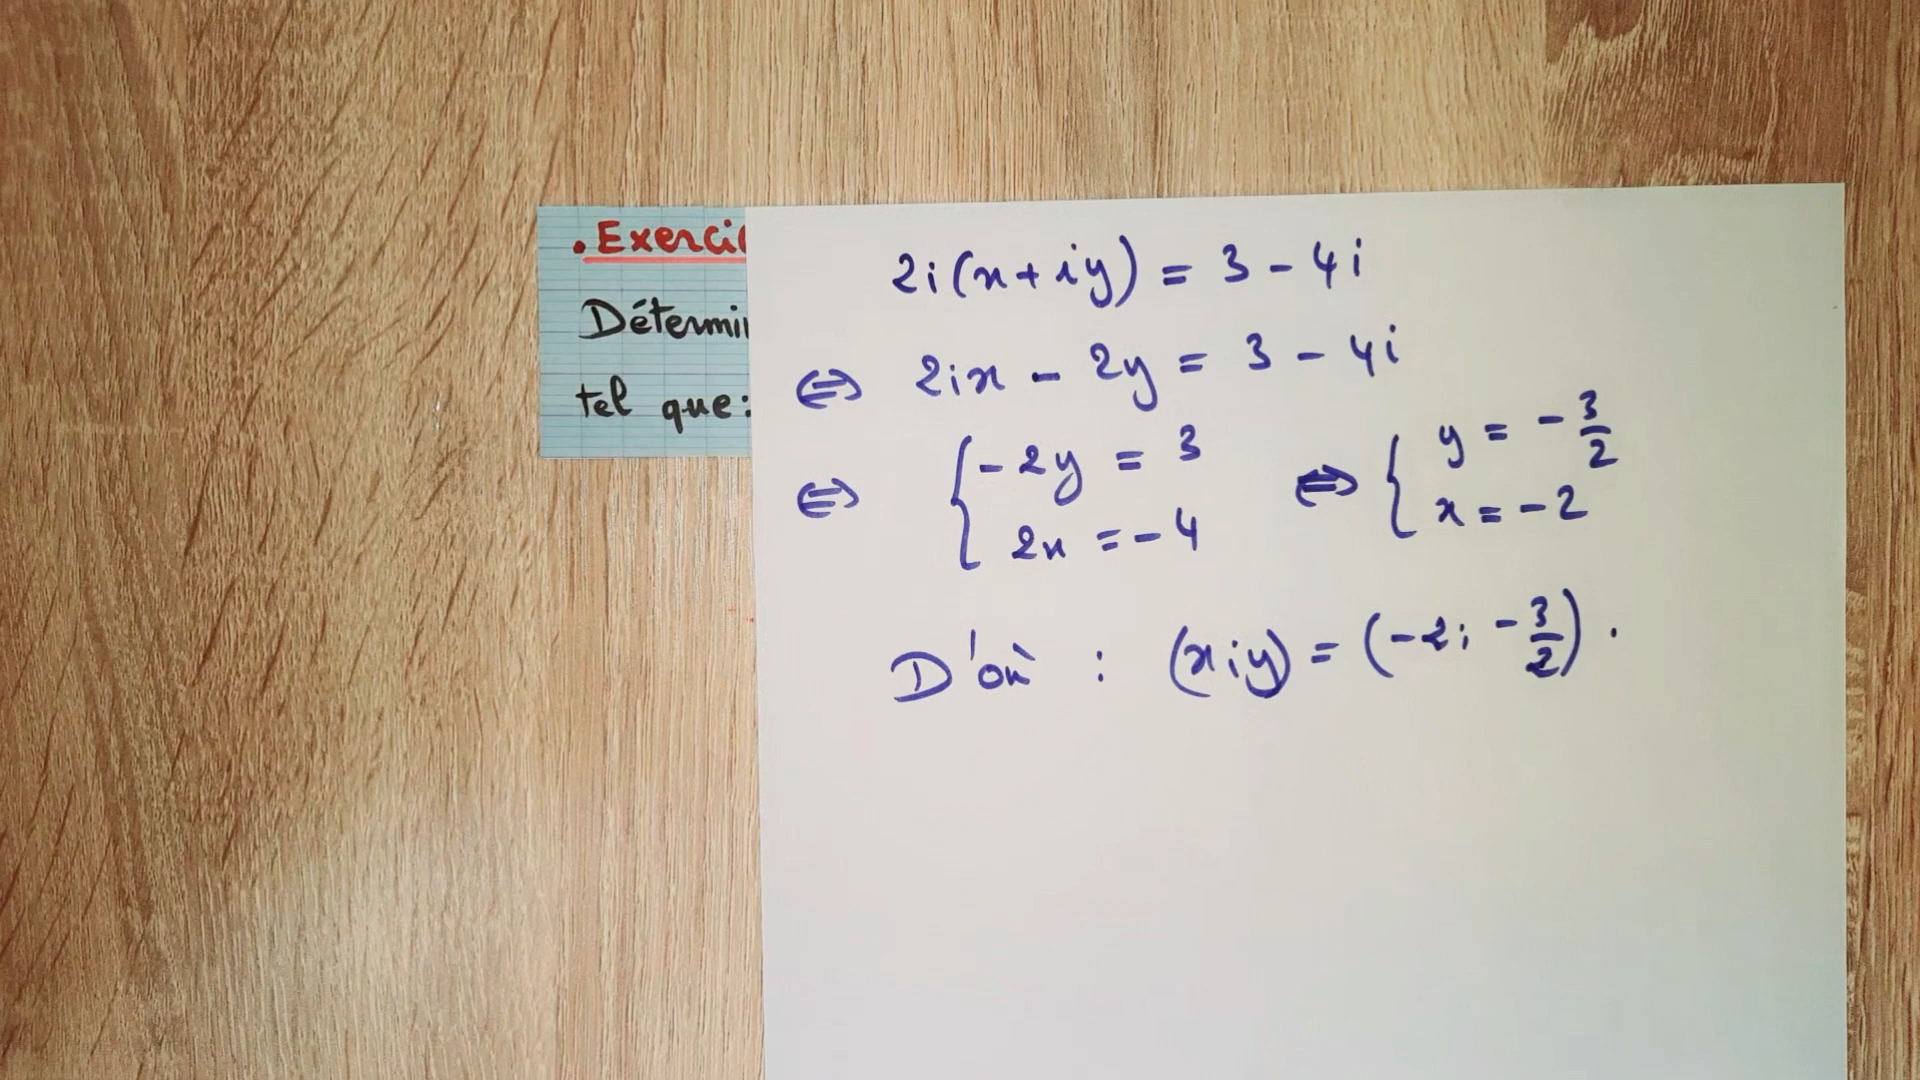 . Exerci
Détermin
tel que:
2i(x+iy) = 3 - 4i
⇔ 2ix - 2y = 3 - 4i
⇔ { -2y = 3 ⇔ { y = - 3/2
2x = -4 x = -2
D'où : (x;y) = (-2; -3/2).